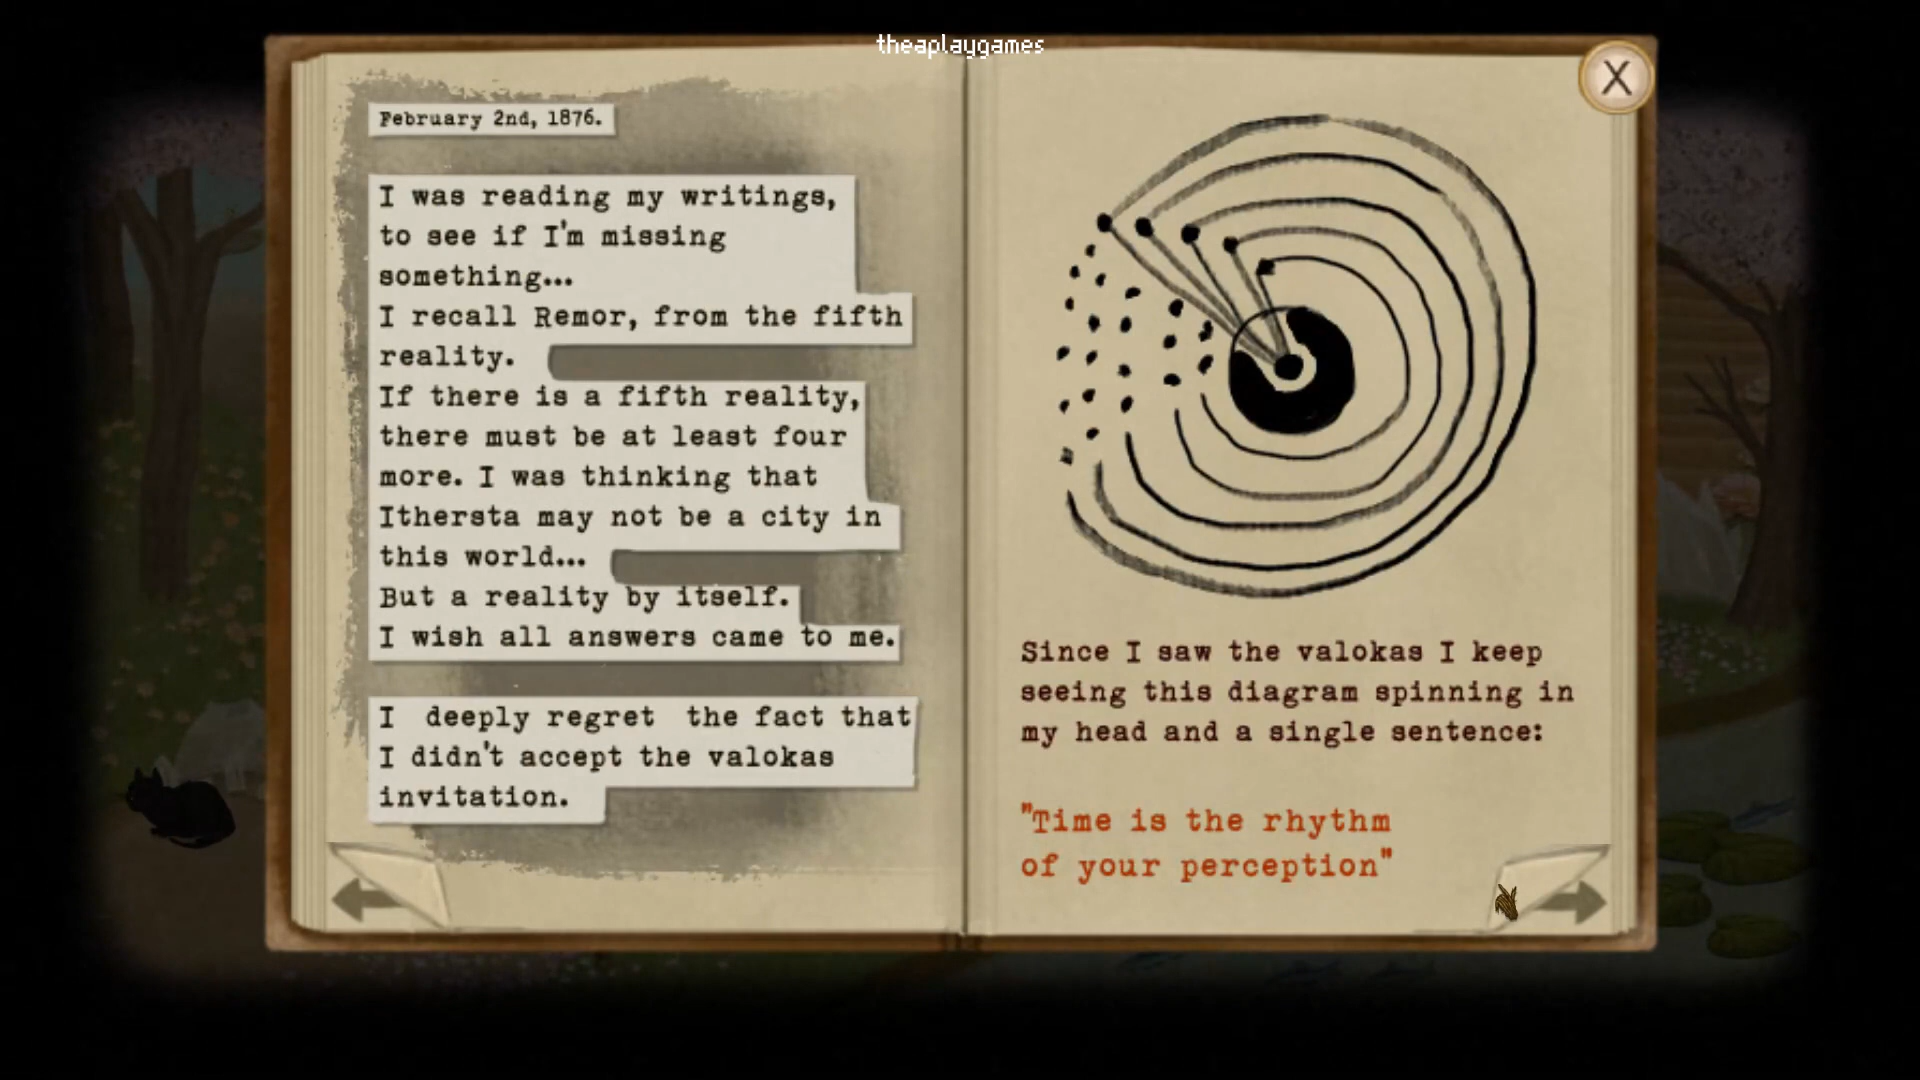 theaplaygames
X
February 2nd, 1876.
I was reading my writings,
to see if I'm missing
something...
I recall Remor, from the fifth
reality.
If there is a fifth reality,
there must be at least four
more. I was thinking that
Ithersta may not be a city in
this world...
But a reality by itself.
I wish all answers came to me.
I deeply regret the fact that
I didn't accept the valokas
invitation.
Since I saw the valokas I keep
seeing this diagram spinning in
my head and a single sentence:
"Time is the rhythm
of your perception"